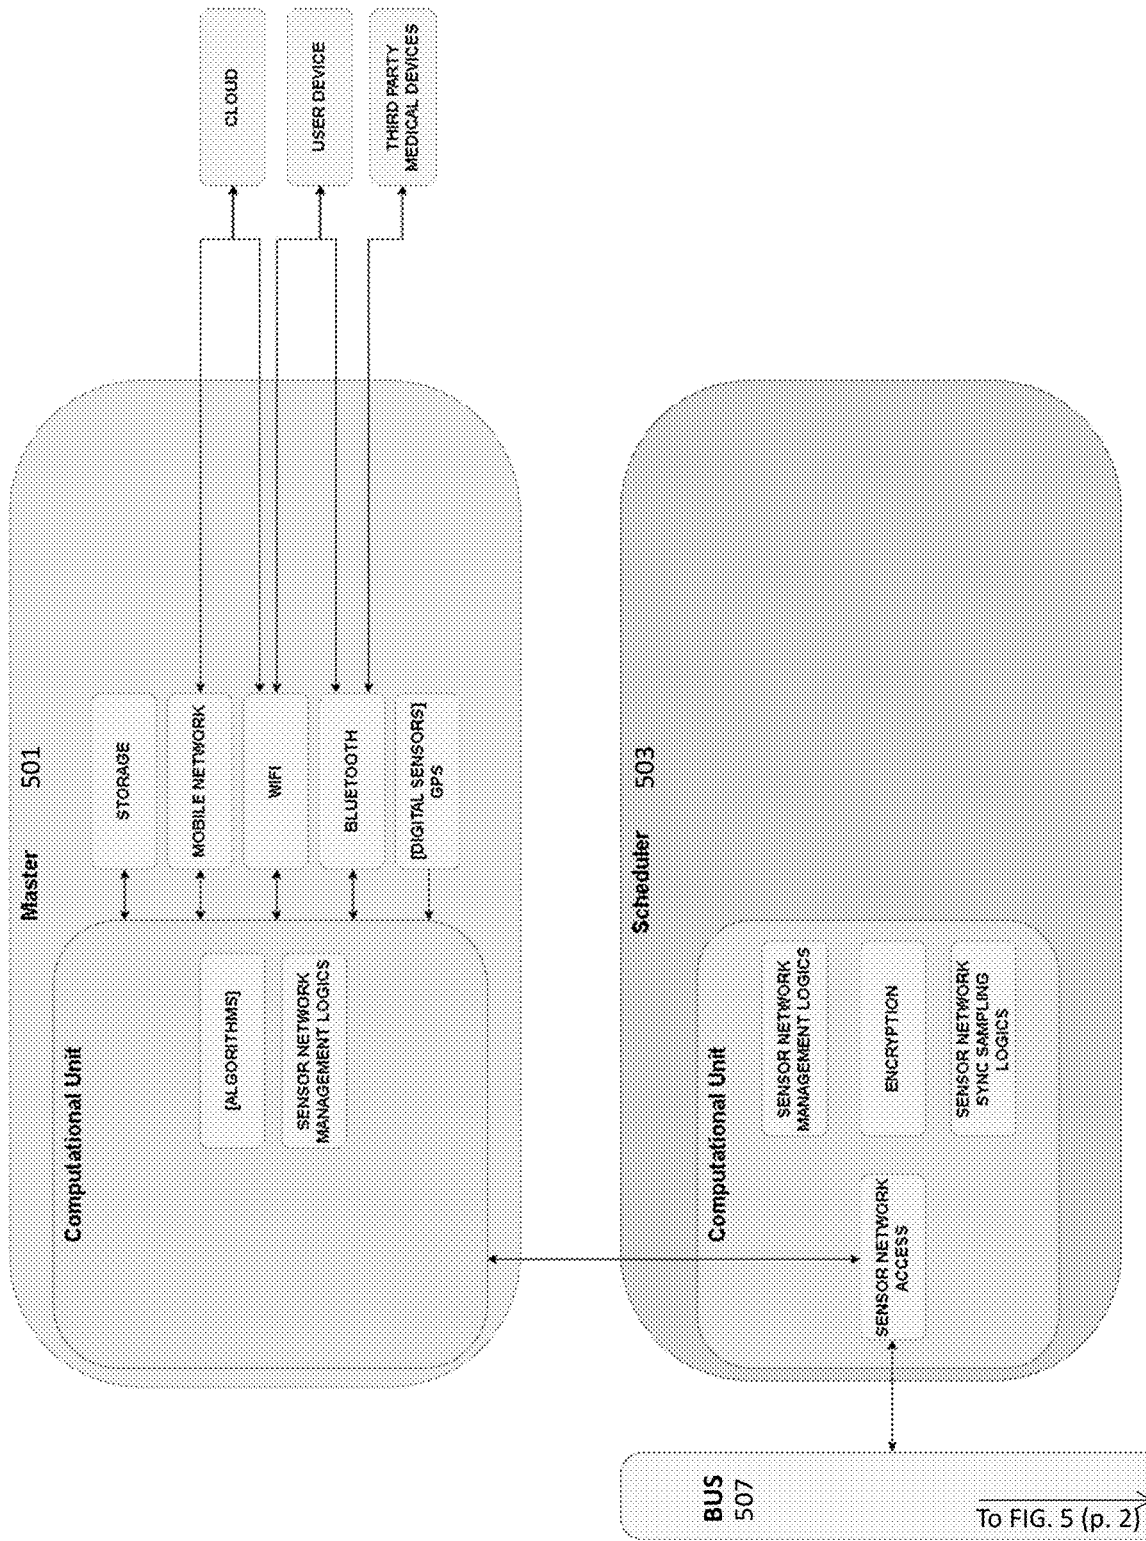 CLOUD
USER DEVICE
THIRD PARTY
MEDICAL DEVICES
Master 501
STORAGE
MOBILE NETWORK
WIFI
BLUETOOTH
[DIGITAL SENSORS]
GPS
Computational Unit
[ALGORITHMS]
SENSOR NETWORK
MANAGEMENT LOGICS
Scheduler 503
Computational Unit
SENSOR NETWORK
MANAGEMENT LOGICS
ENCRYPTION
SENSOR NETWORK
SYNC SAMPLING
LOGICS
SENSOR NETWORK
ACCESS
BUS
507
To FIG. 5 (p. 2)